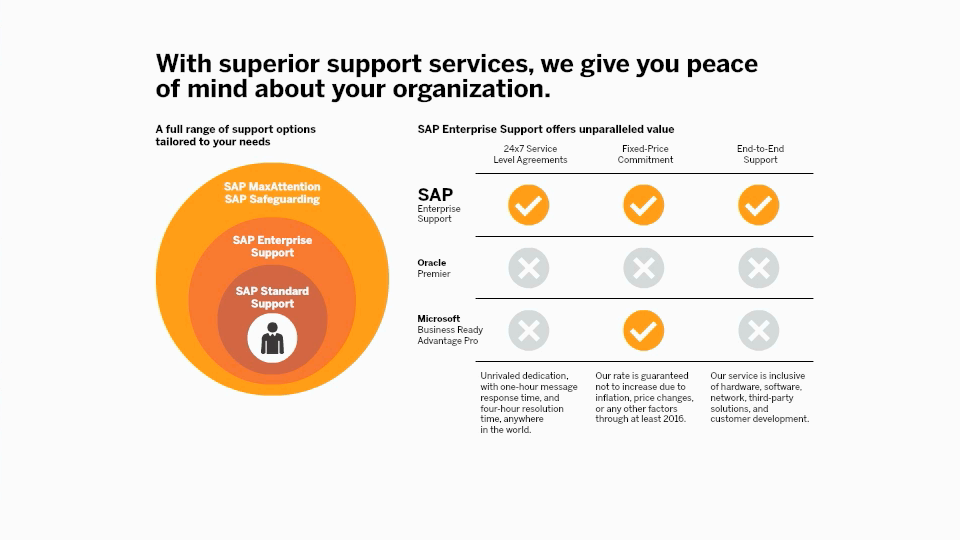 With superior support services, we give you peace
of mind about your organization.
A full range of support options
tailored to your needs
SAP MaxAttention
SAP Safeguarding
SAP Enterprise
Support
SAP Standard
Support
SAP Enterprise Support offers unparalleled value
24x7 Service
Level Agreements
Fixed-Price
Commitment
End-to-End
Support
SAP
Enterprise
Support
Oracle
Premier
Microsoft
Business Ready
Advantage Pro
Unrivaled dedication,
with one-hour message
response time, and
four-hour resolution
time, anywhere
in the world.
Our rate is guaranteed
not to increase due to
inflation, price changes,
or any other factors
through at least 2016.
Our service is inclusive
of hardware, software,
network, third-party
solutions, and
customer development.